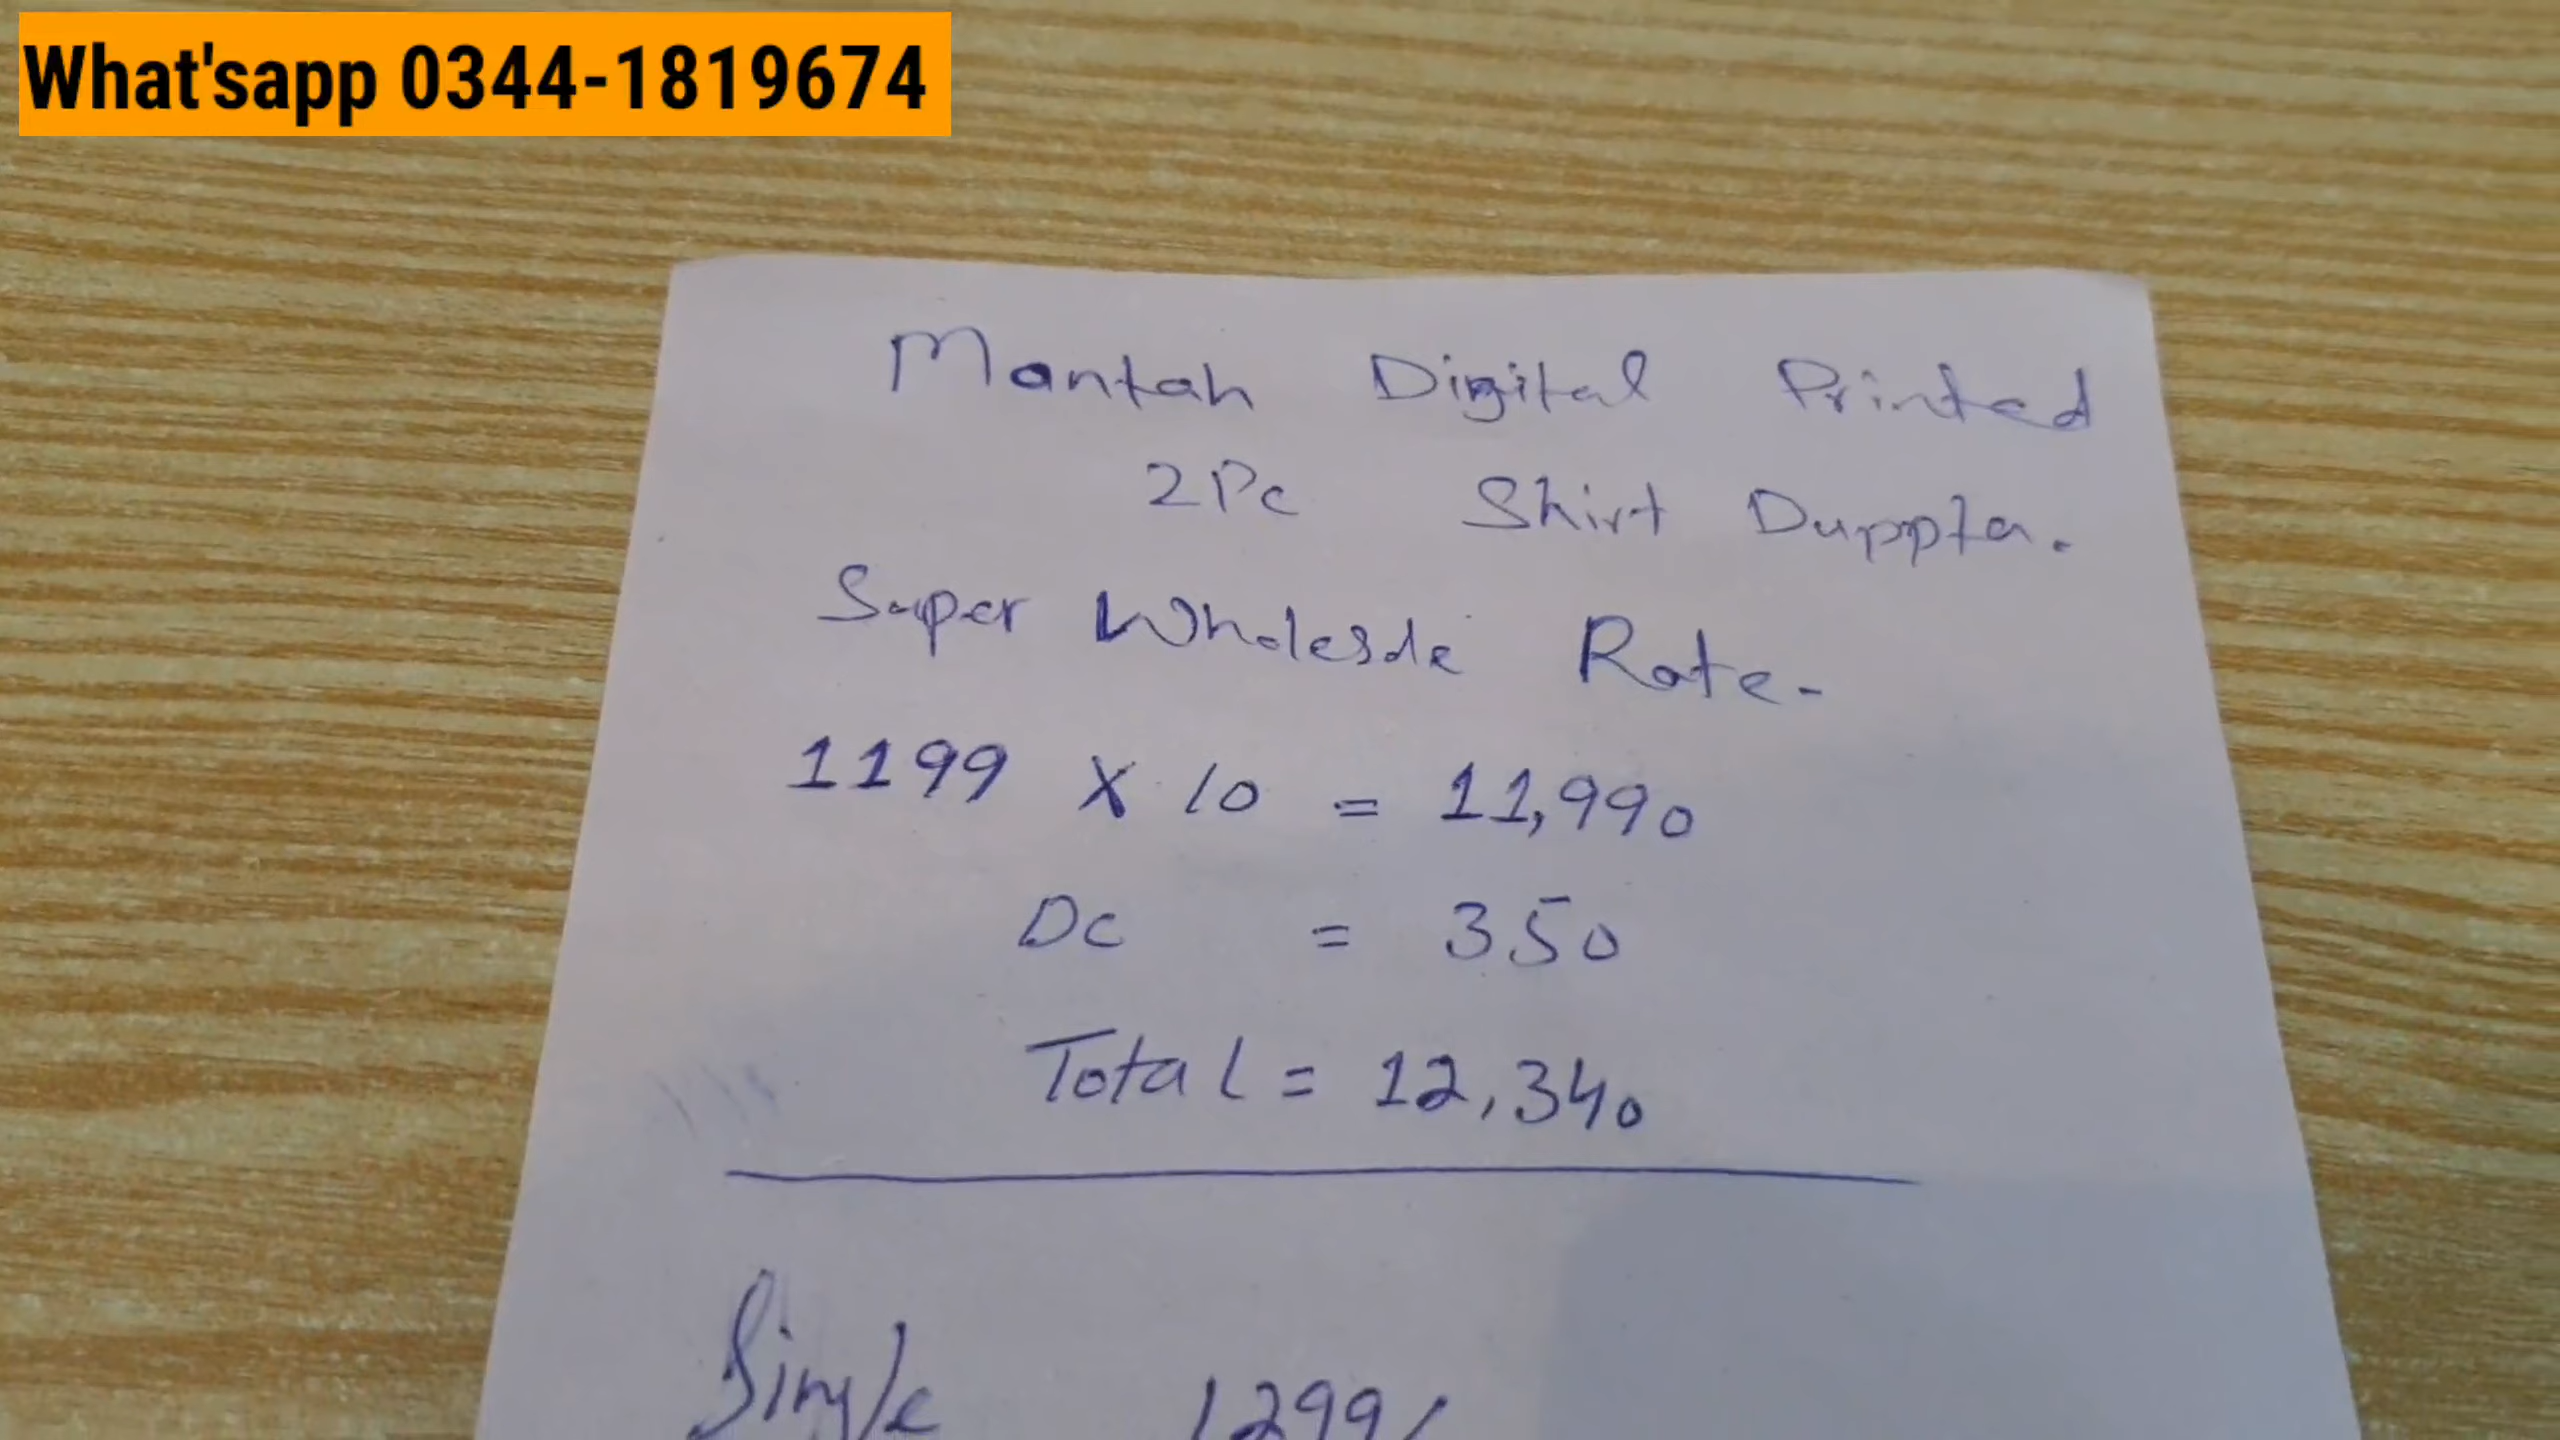 What'sapp 0344-1819674
Mantah Digital Printed
2Pc Shirt Duppta.
Super Wholesale Rate-
1199 x 10 = 11,990
DC = 350
Total = 12,340
Single 1299/